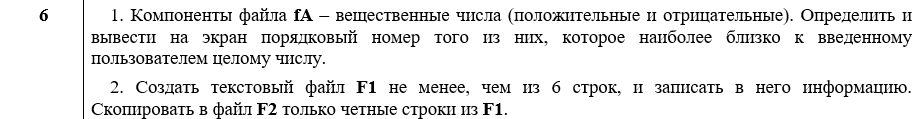 6
1. Компоненты файла fA – вещественные числа (положительные и отрицательные). Определить и
вывести на экран порядковый номер того из них, которое наиболее близко к введенному
пользователем целому числу.
2. Создать текстовый файл F1 не менее, чем из 6 строк, и записать в него информацию.
Скопировать в файл F2 только четные строки из F1.